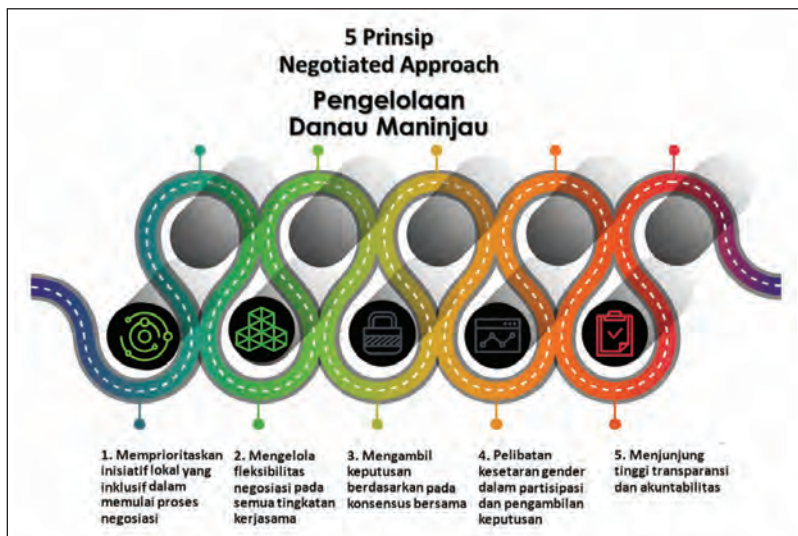 5 Prinsip
Negotiated Approach
Pengelolaan
Danau Maninjau
1. Memprioritaskan
inisiatif lokal yang
inklusif dalam
memulai proses
negosiasi
2. Mengelola
fleksibilitas
negosiasi pada
semua tingkatan
kerjasama
3. Mengambil
keputusan
berdasarkan pada
konsensus bersama
4. Pelibatan
kesetaran gender
dalam partisipasi
dan pengambilan
keputusan
5. Menjunjung
tinggi transparansi
dan akuntabilitas